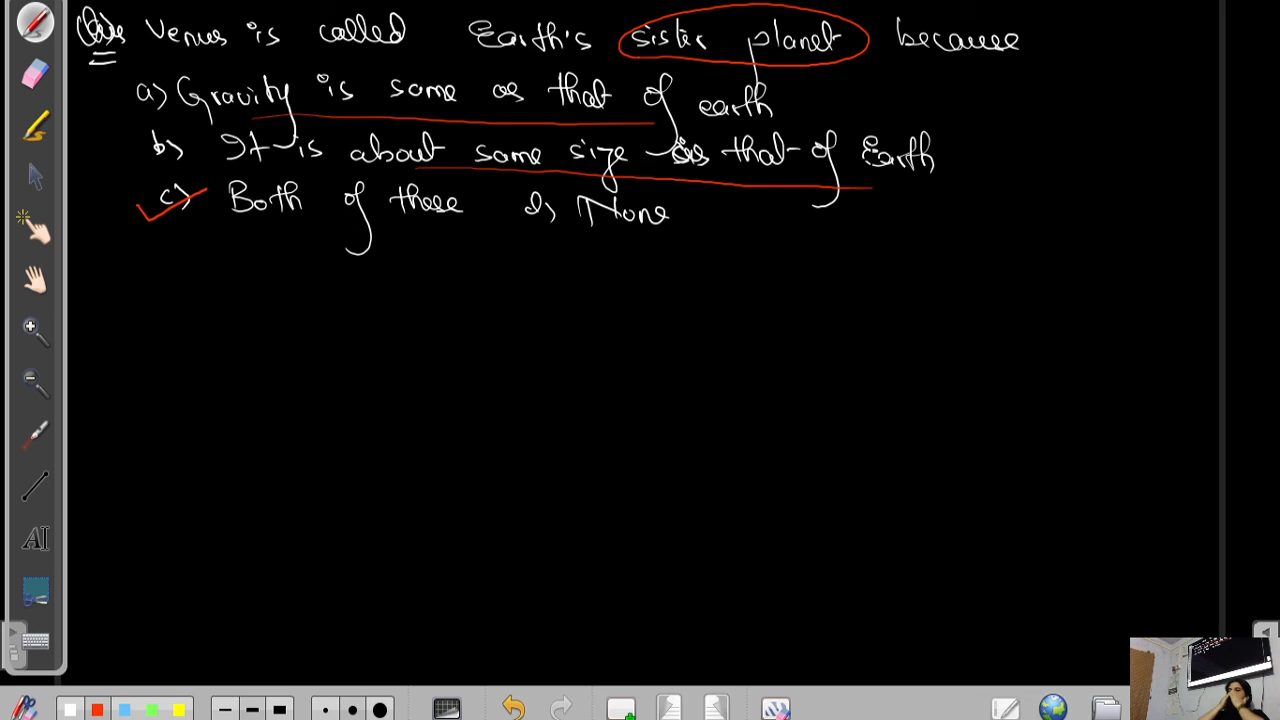 Venus is called Earth's sister planet because
a) Gravity is same as that of earth
b) It is about same size as that of Earth
c) Both of these d) None